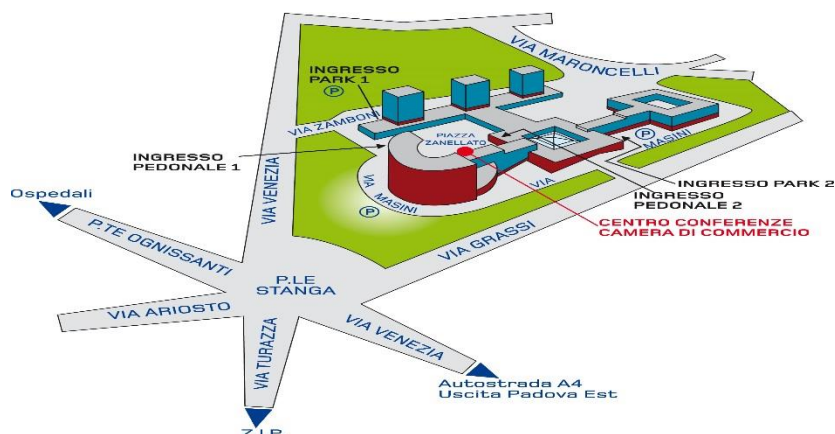 VIA MARONCELLI
INGRESSO
PARK 1
P
VIA ZAMBONI
PIAZZA
ZANELLATO
P
MASINI
INGRESSO
PEDONALE 1
VIA VENEZIA
VIA
MASINI
VIA
P
INGRESSO PARK 2
INGRESSO
PEDONALE 2
CENTRO CONFERENZE
CAMERA DI COMMERCIO
VIA GRASSI
Ospedali
P.TE OGNISSANTI
P.LE
STANGA
VIA ARIOSTO
VIA TURAZZA
VIA VENEZIA
Autostrada A4
Uscita Padova Est
Z.I.P.